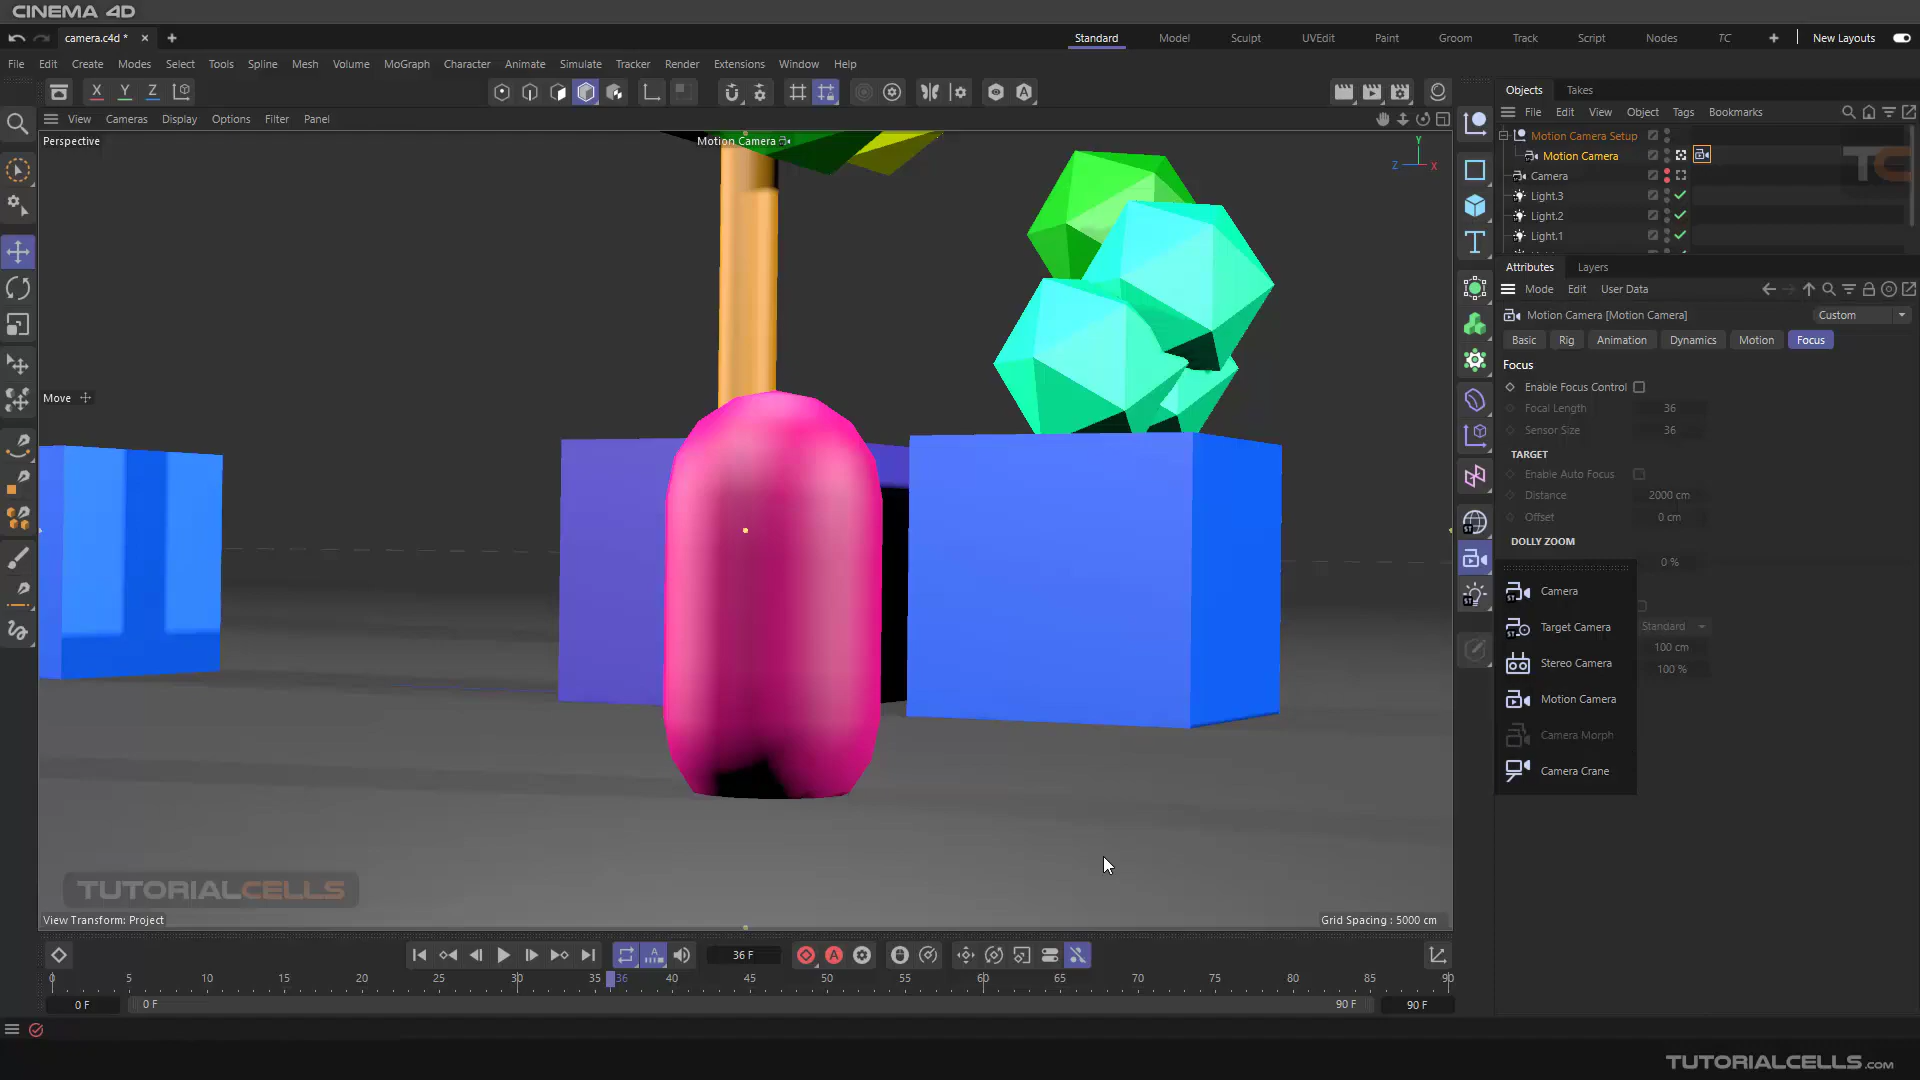 CINEMA 4D
camera.c4d *
Standard
Model
Sculpt
UVEdit
Paint
Groom
Track
Script
Nodes
TC
New Layouts
File Edit Create Modes Select Tools Spline Mesh Volume MoGraph Character Animate Simulate Tracker Render Extensions Window Help
X Y Z
View Cameras Display Options Filter Panel
Perspective
Motion Camera
Y
Z X
Move
View Transform: Project
Grid Spacing : 5000 cm
TUTORIALCELLS
Objects Takes
File Edit View Object Tags Bookmarks
Motion Camera Setup
Motion Camera
Camera
Light.3
Light.2
Light.1
TC
Attributes Layers
Mode Edit User Data
Motion Camera [Motion Camera]
Custom
Basic Rig Animation Dynamics Motion Focus
Focus
Enable Focus Control
Focal Length 36
Sensor Size 36
TARGET
Enable Auto Focus
Distance 2000 cm
Offset 0 cm
DOLLY ZOOM
0 %
Camera
Target Camera
Standard
100 cm
Stereo Camera
100 %
Motion Camera
Camera Morph
Camera Crane
36 F
0 5 10 15 20 25 30 35 36 40 45 50 55 60 65 70 75 80 85 90
0 F 0 F 90 F 90 F
TUTORIALCELLS.com